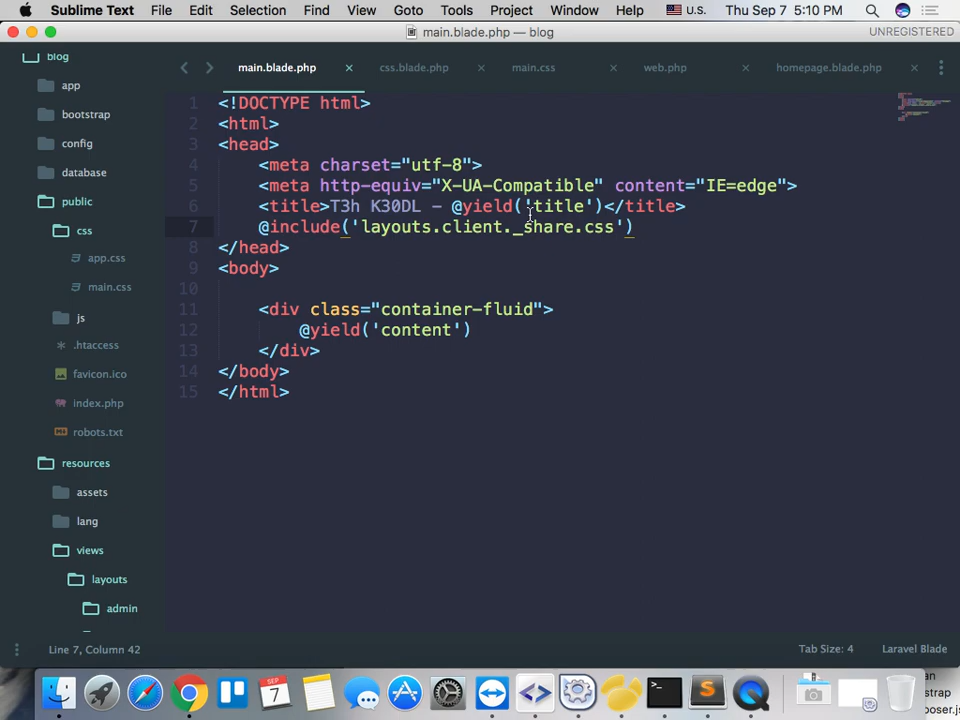 Sublime Text File Edit Selection Find View Goto Tools Project Window Help U.S. Thu Sep 7 5:10 PM
main.blade.php — blog UNREGISTERED
blog
app
bootstrap
config
database
public
css
app.css
main.css
js
.htaccess
favicon.ico
index.php
robots.txt
resources
assets
lang
views
layouts
admin
main.blade.php × css.blade.php × main.css × web.php × homepage.blade.php ×
1 <!DOCTYPE html>
2 <html>
3 <head>
4 <meta charset="utf-8">
5 <meta http-equiv="X-UA-Compatible" content="IE=edge">
6 <title>T3h K30DL - @yield('title')</title>
7 @include('layouts.client._share.css')
8 </head>
9 <body>
10
11 <div class="container-fluid">
12 @yield('content')
13 </div>
14 </body>
15 </html>
Line 7, Column 42 Tab Size: 4 Laravel Blade
SEP
7